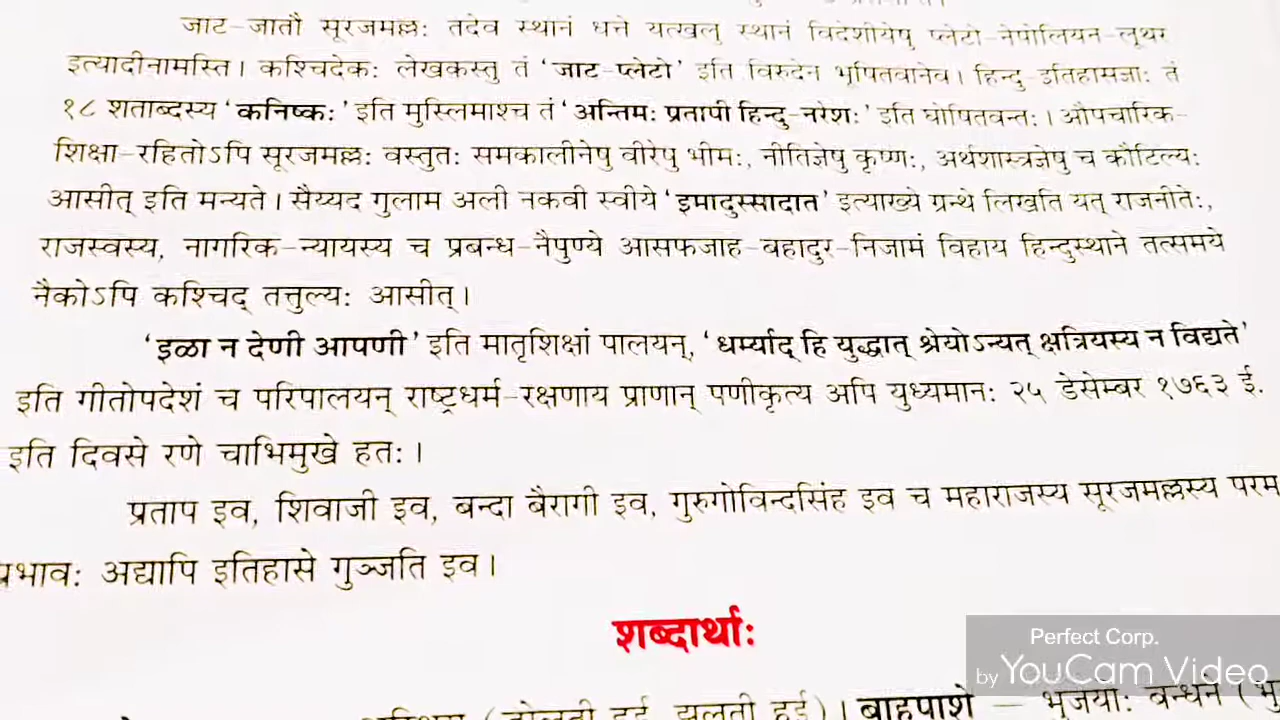 जाट-जातौ सूरजमल्लः तदेव स्थानं धत्ते यत्खलु स्थानं विदेशीयेषु प्लेटो-नेपोलियन-लूथर
इत्यादीनामस्ति। कश्चिदेकः लेखकस्तु तं 'जाट-प्लेटो' इति विरुदेन भूषितवानेव। हिन्दु-इतिहासज्ञाः तं
१८ शताब्दस्य 'कनिष्कः' इति मुस्लिमाश्च तं 'अन्तिमः प्रतापी हिन्दु-नरेशः' इति घोषितवन्तः। औपचारिक-
शिक्षा-रहितोऽपि सूरजमल्लः वस्तुतः समकालीनेषु वीरेषु भीमः, नीतिज्ञेषु कृष्णः, अर्थशास्त्रज्ञेषु च कौटिल्यः
आसीत् इति मन्यते। सैय्यद गुलाम अली नकवी स्वीये 'इमादुस्सादात' इत्याख्ये ग्रन्थे लिखति यत् राजनीतेः,
राजस्वस्य, नागरिक-न्यायस्य च प्रबन्ध-नैपुण्ये आसफजाह-बहादुर-निजामं विहाय हिन्दुस्थाने तत्समये
नैकोऽपि कश्चिद् तत्तुल्यः आसीत्।
'इळा न देणी आपणी' इति मातृशिक्षां पालयन्, 'धर्म्याद् हि युद्धात् श्रेयोऽन्यत् क्षत्रियस्य न विद्यते'
इति गीतोपदेशं च परिपालयन् राष्ट्रधर्म-रक्षणाय प्राणान् पणीकृत्य अपि युध्यमानः २५ डेसेम्बर १७६३ ई.
इति दिवसे रणे चाभिमुखे हतः।
प्रताप इव, शिवाजी इव, बन्दा बैरागी इव, गुरुगोविन्दसिंह इव च महाराजस्य सूरजमल्लस्य परम
प्रभावः अद्यापि इतिहासे गुञ्जति इव।
शब्दार्थाः
Perfect Corp.
by YouCam Video
(डोलती हुई, झूलती हुई)। बाहुपाशे — भुजयोः बन्धने